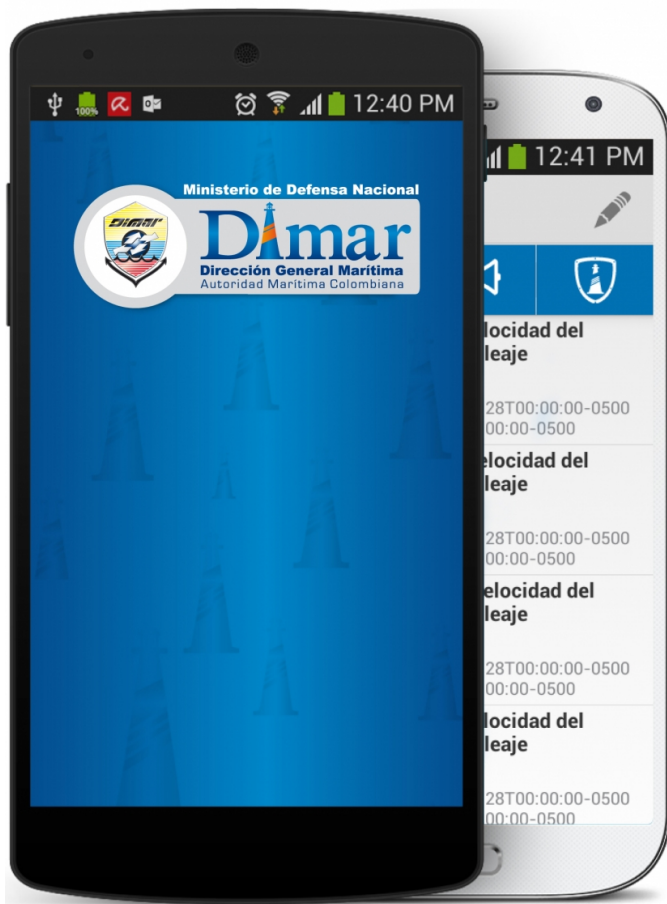 100%
12:40 PM
Ministerio de Defensa Nacional
Dimar
Dimar
Dirección General Marítima
Autoridad Marítima Colombiana
12:41 PM
locidad del
leaje
28T00:00:00-0500
00:00-0500
elocidad del
leaje
28T00:00:00-0500
00:00-0500
elocidad del
leaje
28T00:00:00-0500
00:00-0500
locidad del
leaje
28T00:00:00-0500
00:00-0500